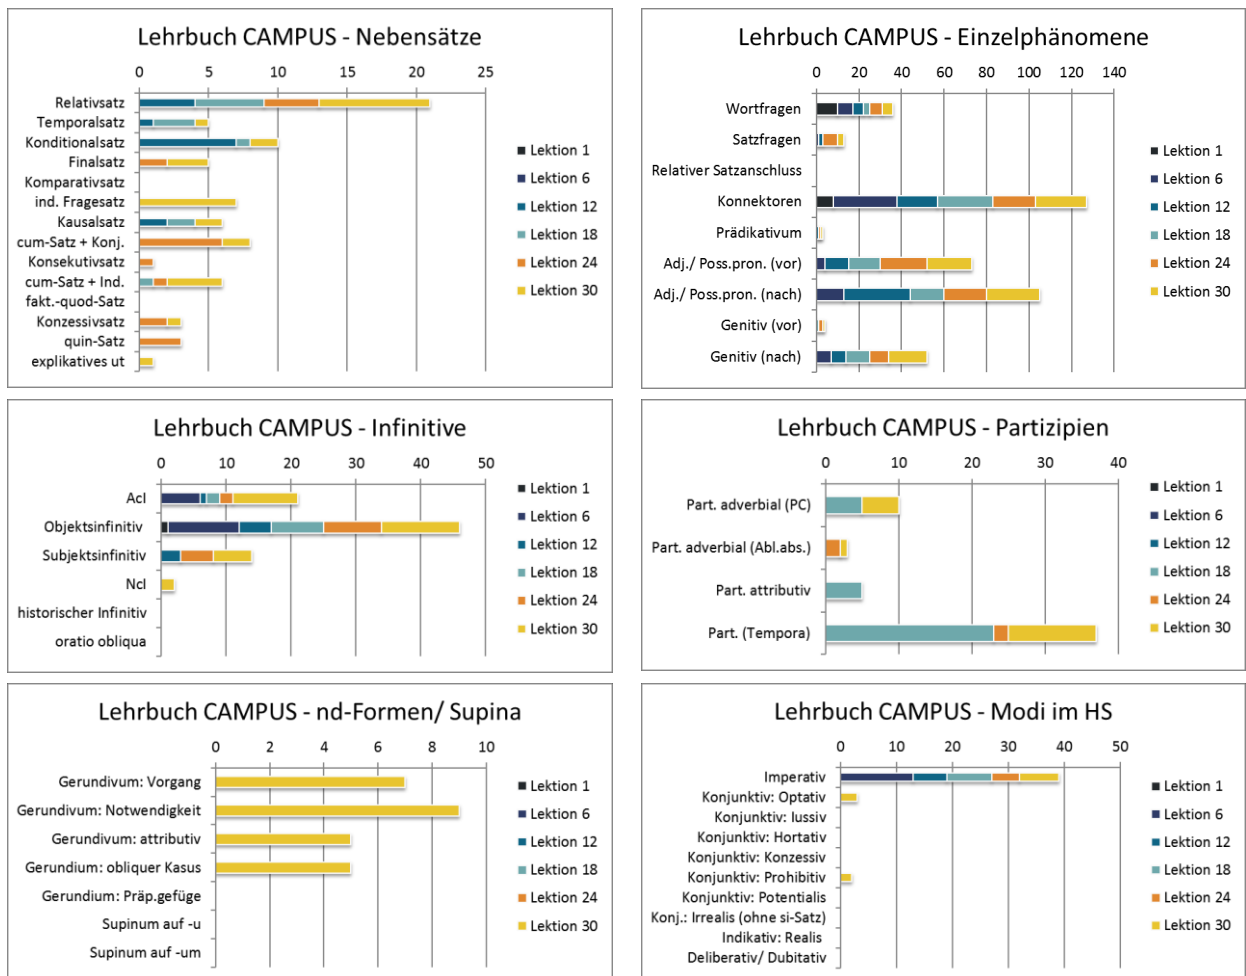 Lehrbuch CAMPUS - Nebensätze
0 5 10 15 20 25
Relativsatz
Temporalsatz
Konditionalsatz
Finalsatz
Komparativsatz
ind. Fragesatz
Kausalsatz
cum-Satz + Konj.
Konsekutivsatz
cum-Satz + Ind.
fakt.-quod-Satz
Konzessivsatz
quin-Satz
explikatives ut
Lektion 1
Lektion 6
Lektion 12
Lektion 18
Lektion 24
Lektion 30
Lehrbuch CAMPUS - Einzelphänomene
0 20 40 60 80 100 120 140
Wortfragen
Satzfragen
Relativer Satzanschluss
Konnektoren
Prädikativum
Adj./ Poss.pron. (vor)
Adj./ Poss.pron. (nach)
Genitiv (vor)
Genitiv (nach)
Lektion 1
Lektion 6
Lektion 12
Lektion 18
Lektion 24
Lektion 30
Lehrbuch CAMPUS - Infinitive
0 10 20 30 40 50
AcI
Objektsinfinitiv
Subjektsinfinitiv
NcI
historischer Infinitiv
oratio obliqua
Lektion 1
Lektion 6
Lektion 12
Lektion 18
Lektion 24
Lektion 30
Lehrbuch CAMPUS - Partizipien
0 10 20 30 40
Part. adverbial (PC)
Part. adverbial (Abl.abs.)
Part. attributiv
Part. (Tempora)
Lektion 1
Lektion 6
Lektion 12
Lektion 18
Lektion 24
Lektion 30
Lehrbuch CAMPUS - nd-Formen/ Supina
0 2 4 6 8 10
Gerundivum: Vorgang
Gerundivum: Notwendigkeit
Gerundivum: attributiv
Gerundium: obliquer Kasus
Gerundium: Präp.gefüge
Supinum auf -u
Supinum auf -um
Lektion 1
Lektion 6
Lektion 12
Lektion 18
Lektion 24
Lektion 30
Lehrbuch CAMPUS - Modi im HS
0 10 20 30 40 50
Imperativ
Konjunktiv: Optativ
Konjunktiv: Iussiv
Konjunktiv: Hortativ
Konjunktiv: Konzessiv
Konjunktiv: Prohibitiv
Konjunktiv: Potentialis
Konj.: Irrealis (ohne si-Satz)
Indikativ: Realis
Deliberativ/ Dubitativ
Lektion 1
Lektion 6
Lektion 12
Lektion 18
Lektion 24
Lektion 30